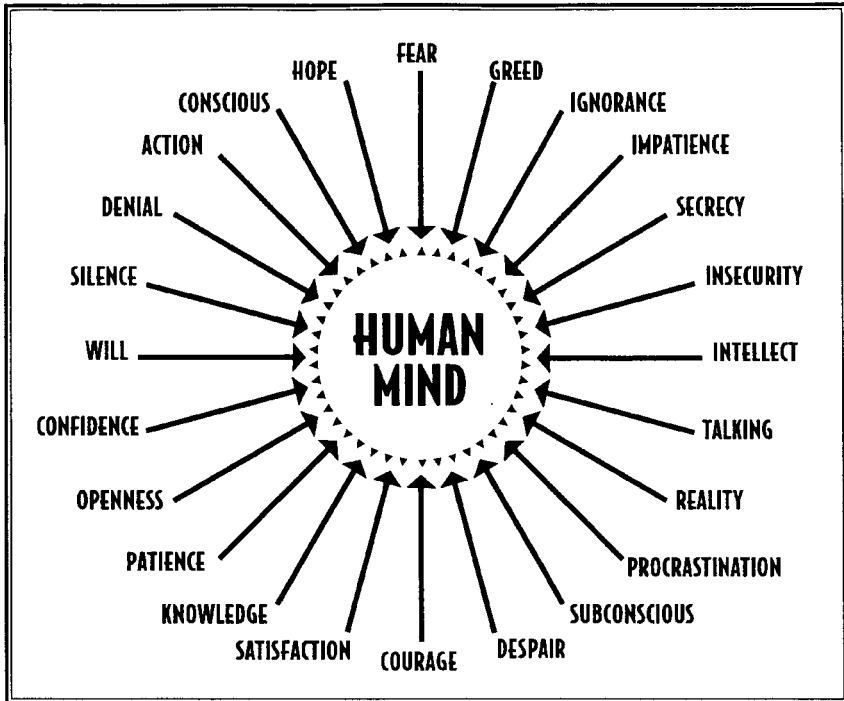 FEAR
GREED
IGNORANCE
IMPATIENCE
SECRECY
INSECURITY
INTELLECT
TALKING
REALITY
PROCRASTINATION
SUBCONSCIOUS
DESPAIR
COURAGE
SATISFACTION
KNOWLEDGE
PATIENCE
OPENNESS
CONFIDENCE
WILL
SILENCE
DENIAL
ACTION
CONSCIOUS
HOPE
HUMAN
MIND